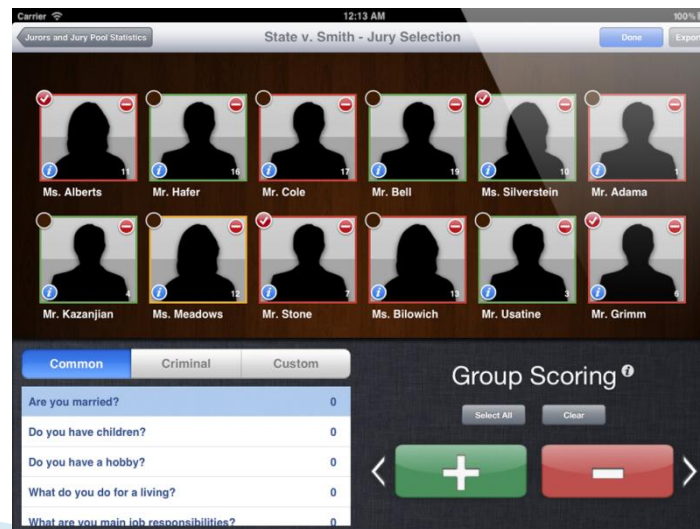 Carrier 12:13 AM 100%
Jurors and Jury Pool Statistics State v. Smith - Jury Selection Done Export
11 16 17 19 10 1
Ms. Alberts Mr. Hafer Mr. Cole Mr. Bell Ms. Silverstein Mr. Adama
4 12 7 13 3 6
Mr. Kazanjian Ms. Meadows Mr. Stone Ms. Bilowich Mr. Usatine Mr. Grimm
Common Criminal Custom
Are you married? 0
Do you have children? 0
Do you have a hobby? 0
What do you do for a living? 0
What are you main job responsibilities? 0
Group Scoring
Select All Clear